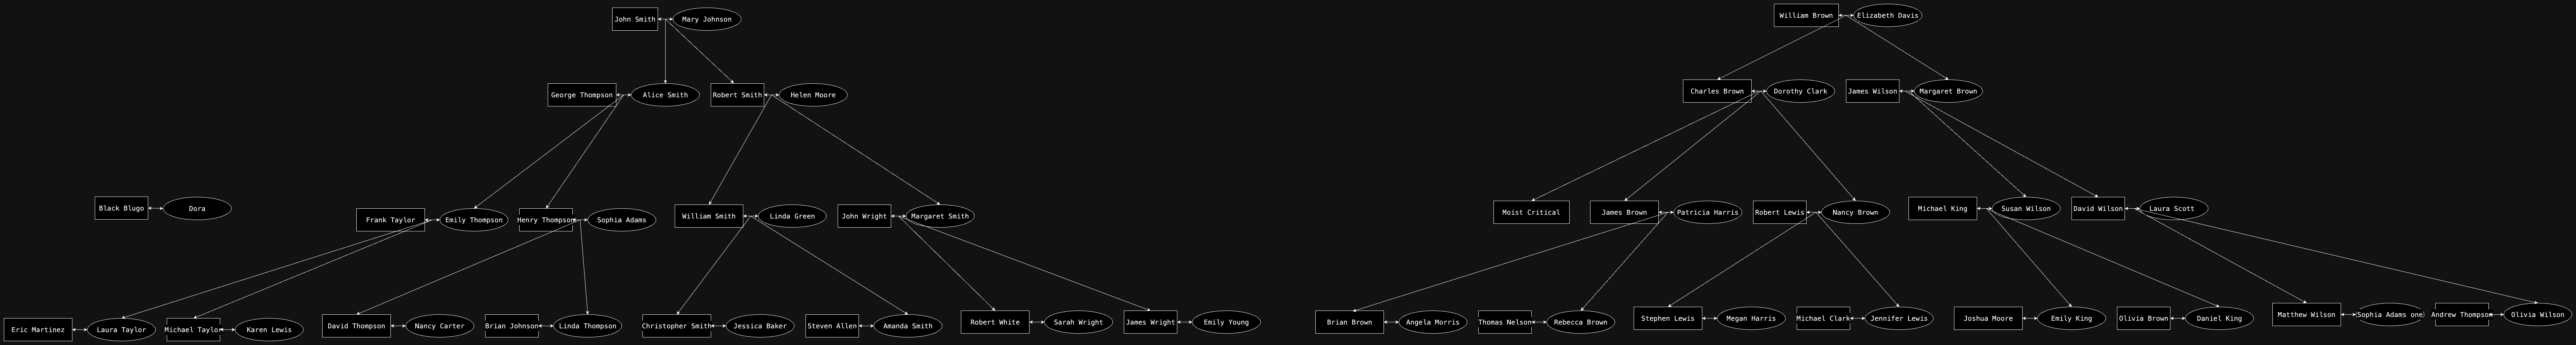 John Smith
Mary Johnson
William Brown
Elizabeth Davis
George Thompson
Alice Smith
Robert Smith
Helen Moore
Charles Brown
Dorothy Clark
James Wilson
Margaret Brown
Black Blugo
Dora
Frank Taylor
Emily Thompson
Henry Thompson
Sophia Adams
William Smith
Linda Green
John Wright
Margaret Smith
Moist Critical
James Brown
Patricia Harris
Robert Lewis
Nancy Brown
Michael King
Susan Wilson
David Wilson
Laura Scott
Eric Martinez
Laura Taylor
Michael Taylor
Karen Lewis
David Thompson
Nancy Carter
Brian Johnson
Linda Thompson
Christopher Smith
Jessica Baker
Steven Allen
Amanda Smith
Robert White
Sarah Wright
James Wright
Emily Young
Brian Brown
Angela Morris
Thomas Nelson
Rebecca Brown
Stephen Lewis
Megan Harris
Michael Clark
Jennifer Lewis
Joshua Moore
Emily King
Olivia Brown
Daniel King
Matthew Wilson
Sophia Adams one)
Andrew Thompson
Olivia Wilson